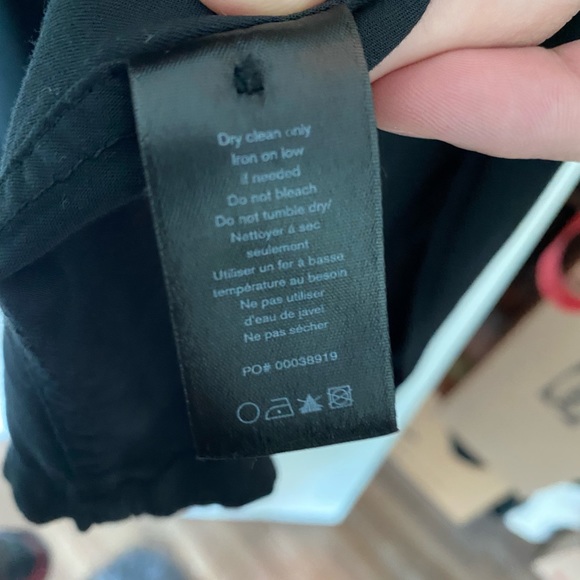 Dry clean only
Iron on low
if needed
Do not bleach
Do not tumble dry/
Nettoyer à sec
seulement
Utiliser un fer à basse
température au besoin
Ne pas utiliser
d'eau de javel
Ne pas sécher
PO# 00038919